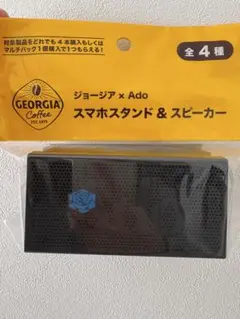 対象製品をどれでも4本購入もしくは
マルチパック1個購入で1つもらえる!
全4種
GEORGIA
Coffee
ジョージア × Ado
スマホスタンド & スピーカー